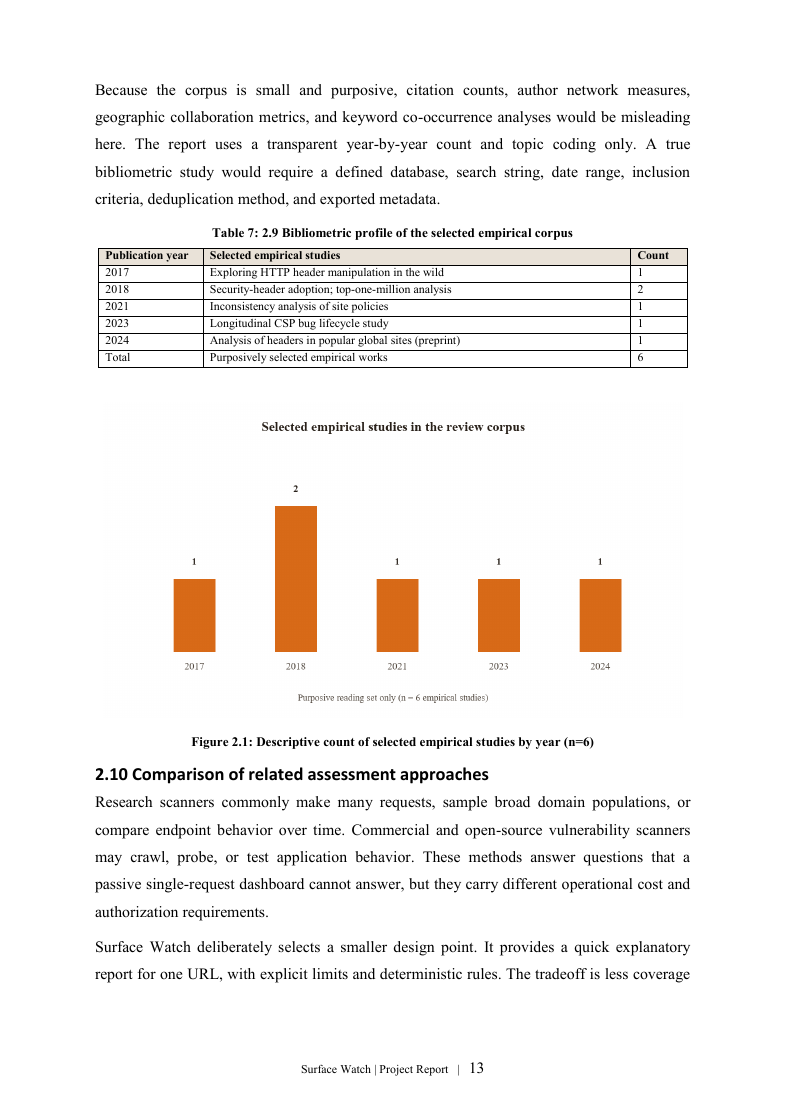 Because the corpus is small and purposive, citation counts, author network measures,
geographic collaboration metrics, and keyword co-occurrence analyses would be misleading
here. The report uses a transparent year-by-year count and topic coding only. A true
bibliometric study would require a defined database, search string, date range, inclusion
criteria, deduplication method, and exported metadata.
Table 7: 2.9 Bibliometric profile of the selected empirical corpus
Publication year Selected empirical studies Count
2017 Exploring HTTP header manipulation in the wild 1
2018 Security-header adoption; top-one-million analysis 2
2021 Inconsistency analysis of site policies 1
2023 Longitudinal CSP bug lifecycle study 1
2024 Analysis of headers in popular global sites (preprint) 1
Total Purposively selected empirical works 6
Selected empirical studies in the review corpus
2
1 1 1 1
2017 2018 2021 2023 2024
Purposive reading set only (n = 6 empirical studies)
Figure 2.1: Descriptive count of selected empirical studies by year (n=6)
2.10 Comparison of related assessment approaches
Research scanners commonly make many requests, sample broad domain populations, or
compare endpoint behavior over time. Commercial and open-source vulnerability scanners
may crawl, probe, or test application behavior. These methods answer questions that a
passive single-request dashboard cannot answer, but they carry different operational cost and
authorization requirements.
Surface Watch deliberately selects a smaller design point. It provides a quick explanatory
report for one URL, with explicit limits and deterministic rules. The tradeoff is less coverage
Surface Watch | Project Report | 13